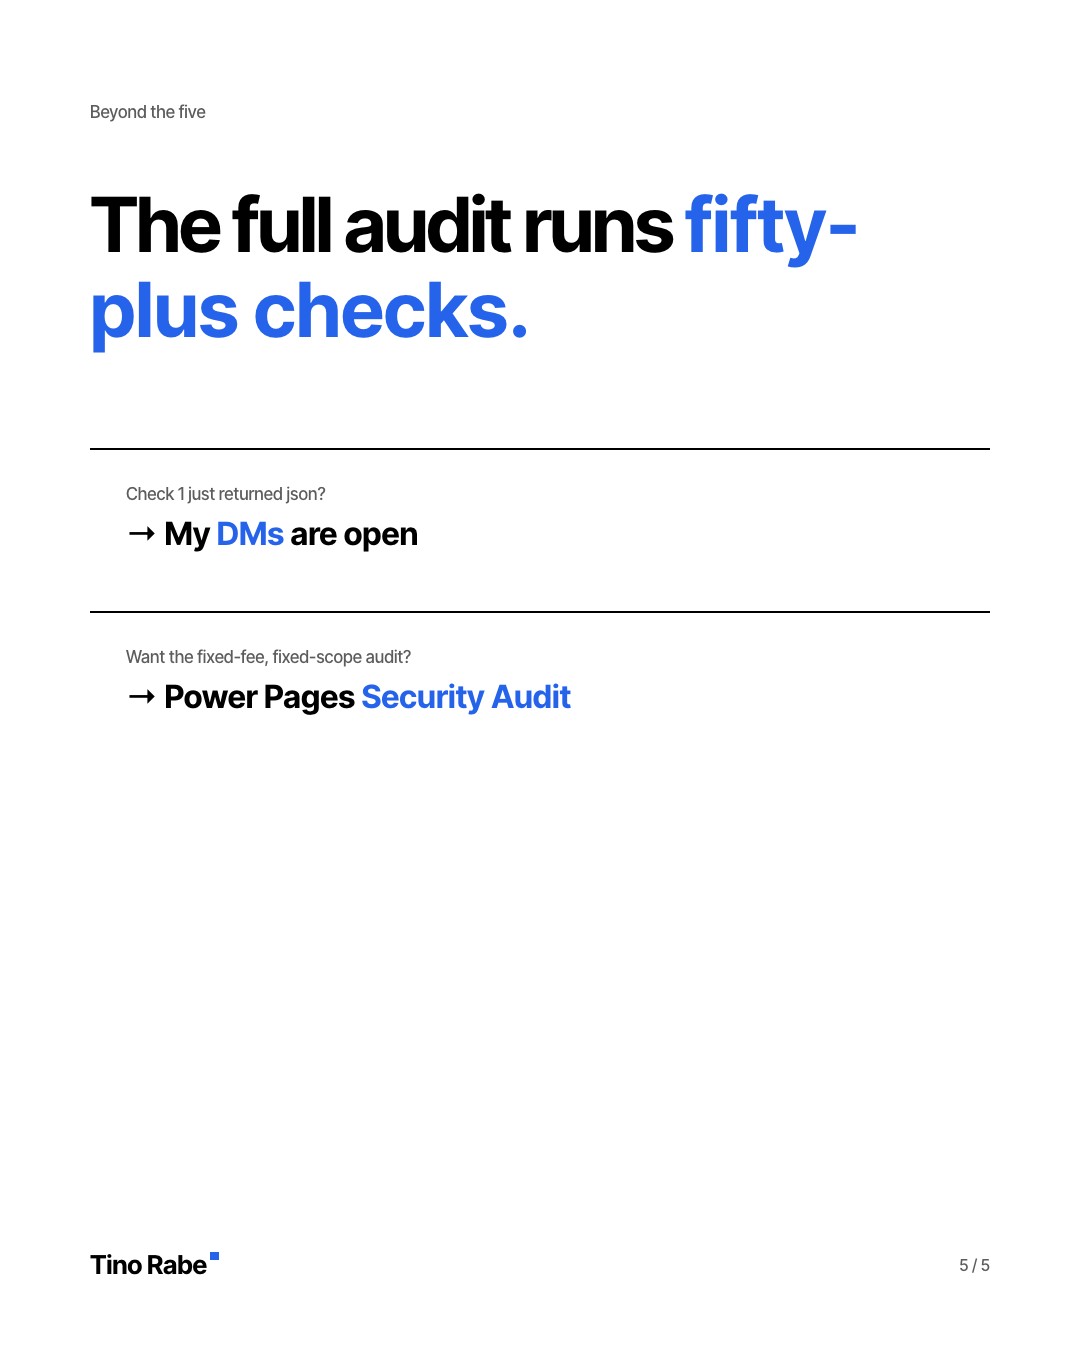 Beyond the five
The full audit runs fifty-
plus checks.
Check 1 just returned json?
→ My DMs are open
Want the fixed-fee, fixed-scope audit?
→ Power Pages Security Audit
Tino Rabe
5 / 5